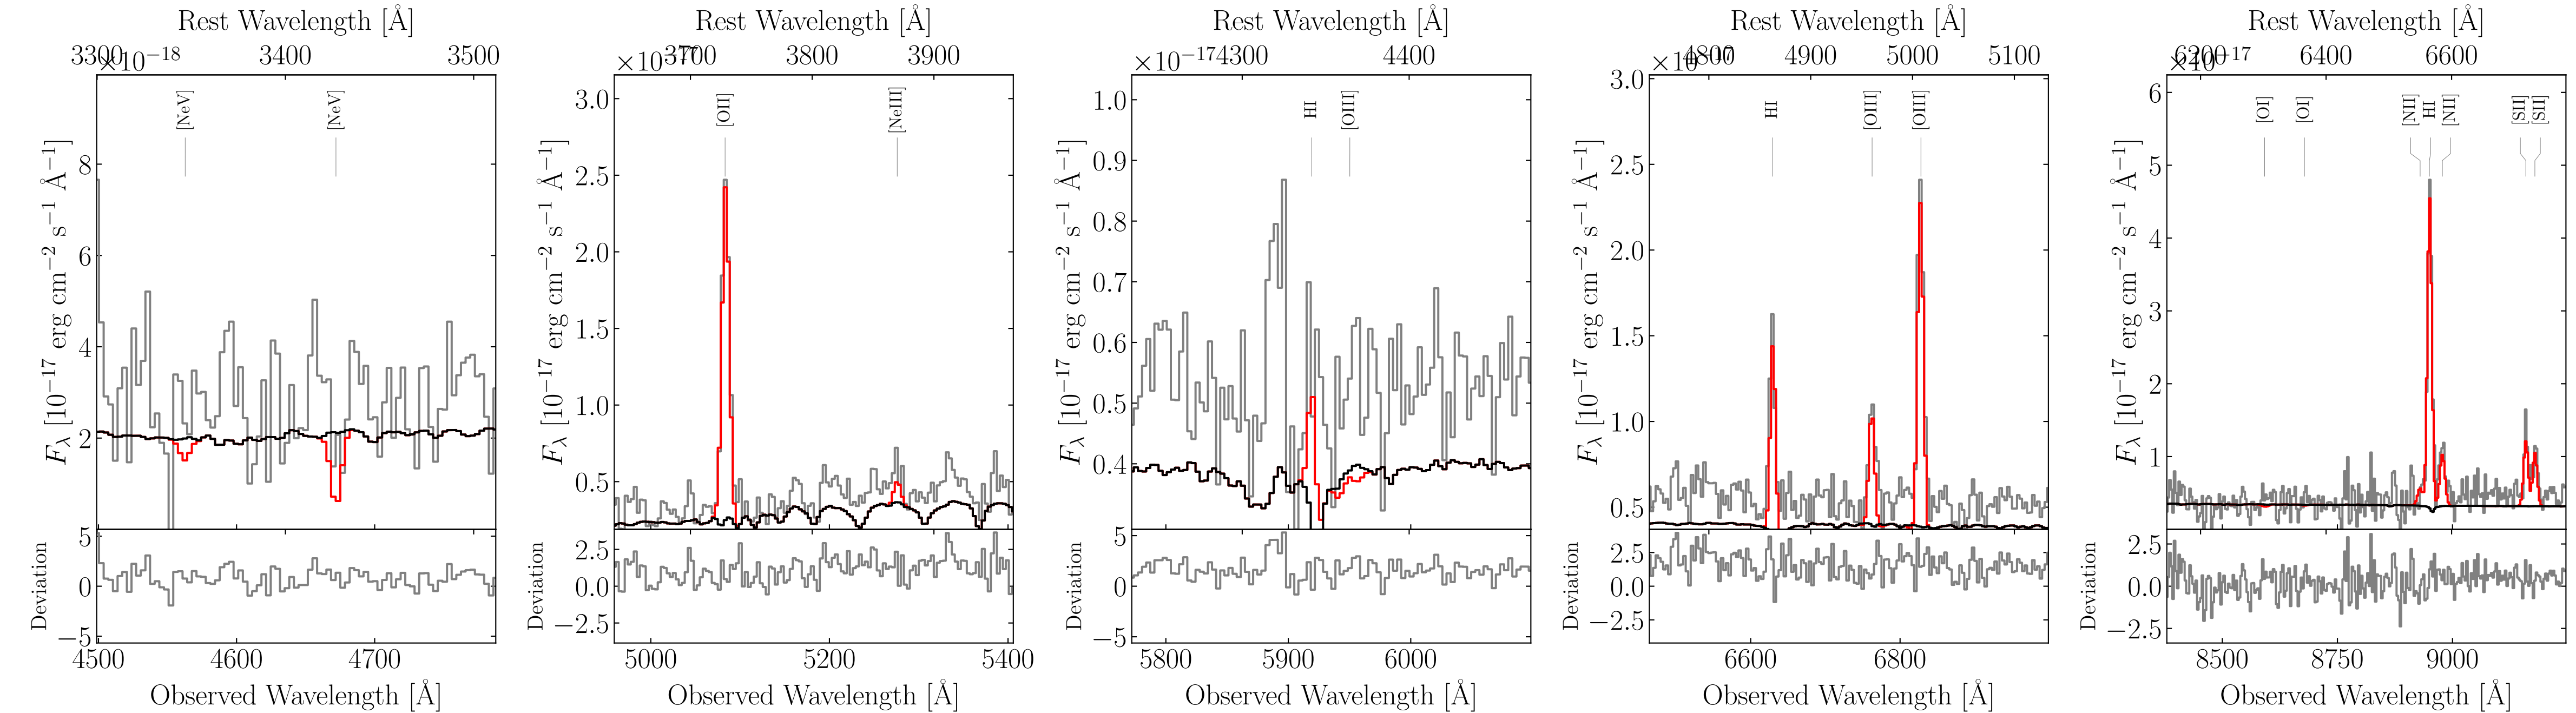 Rest Wavelength [Å] Rest Wavelength [Å] Rest Wavelength [Å] Rest Wavelength [Å] Rest Wavelength [Å]
3300 3400 3500 3700 3800 3900 4300 4400 4800 4900 5000 5100 6200 6400 6600
×10⁻¹⁸ ×10⁻¹⁷ ×10⁻¹⁷ ×10⁻¹⁷ ×10⁻¹⁷
[NeV] [NeV] [OII] [NeIII] HI [OIII] HI [OIII] [OIII] [OI] [OI] [NII] HI [NII] [SII] [SII]
F_λ [10⁻¹⁷ erg cm⁻² s⁻¹ Å⁻¹]
8
6
4
2
F_λ [10⁻¹⁷ erg cm⁻² s⁻¹ Å⁻¹]
3.0
2.5
2.0
1.5
1.0
0.5
F_λ [10⁻¹⁷ erg cm⁻² s⁻¹ Å⁻¹]
1.0
0.9
0.8
0.7
0.6
0.5
0.4
F_λ [10⁻¹⁷ erg cm⁻² s⁻¹ Å⁻¹]
3.0
2.5
2.0
1.5
1.0
0.5
F_λ [10⁻¹⁷ erg cm⁻² s⁻¹ Å⁻¹]
6
5
4
3
2
1
Deviation
5
0
−5
Deviation
2.5
0.0
−2.5
Deviation
5
0
−5
Deviation
2.5
0.0
−2.5
Deviation
2.5
0.0
−2.5
4500 4600 4700 5000 5200 5400 5800 5900 6000 6600 6800 8500 8750 9000
Observed Wavelength [Å] Observed Wavelength [Å] Observed Wavelength [Å] Observed Wavelength [Å] Observed Wavelength [Å]